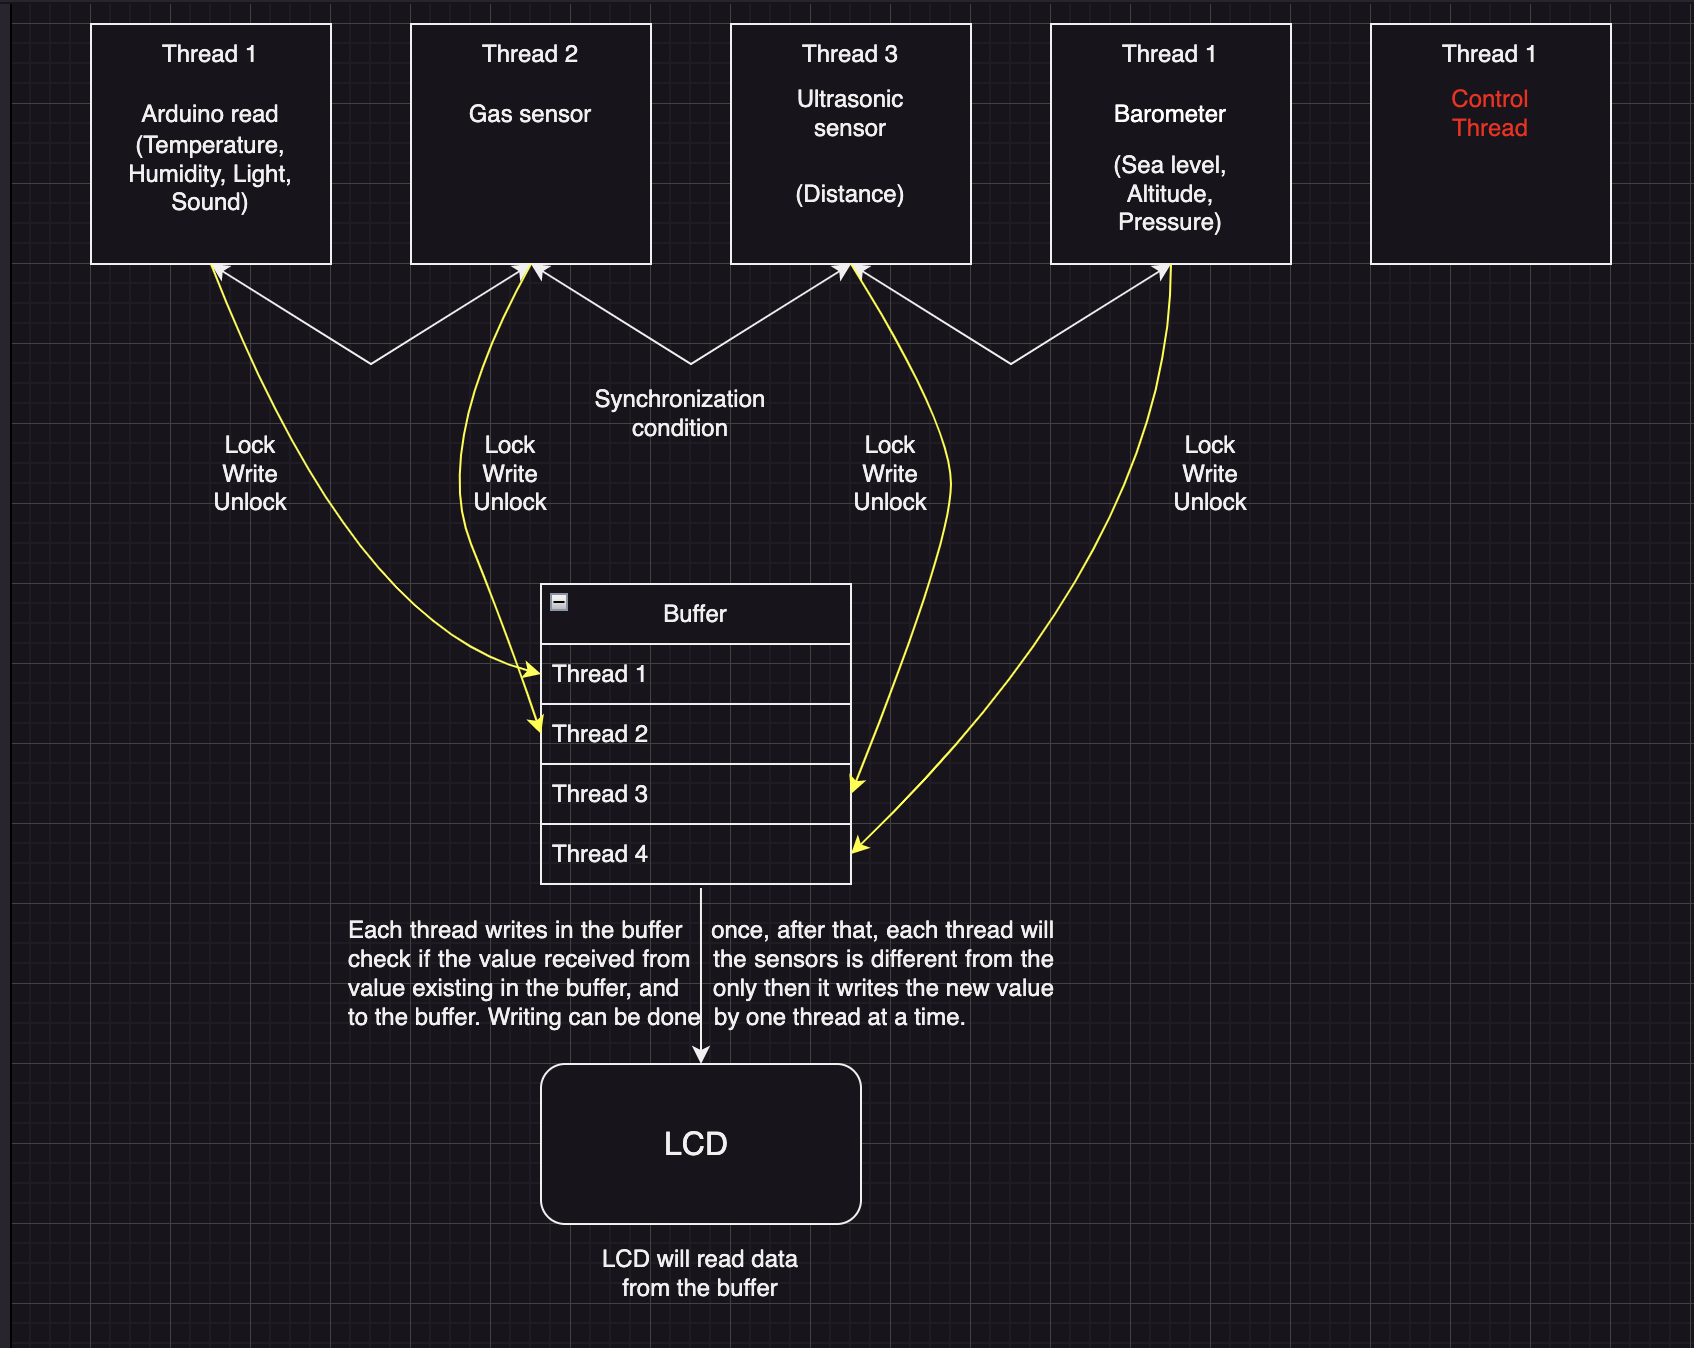 Thread 1
Arduino read
(Temperature,
Humidity, Light,
Sound)
Thread 2
Gas sensor
Thread 3
Ultrasonic
sensor
(Distance)
Thread 1
Barometer
(Sea level,
Altitude,
Pressure)
Thread 1
Control
Thread
Synchronization
condition
Lock
Write
Unlock
Lock
Write
Unlock
Lock
Write
Unlock
Lock
Write
Unlock
Buffer
Thread 1
Thread 2
Thread 3
Thread 4
Each thread writes in the buffer once, after that, each thread will
check if the value received from the sensors is different from the
value existing in the buffer, and only then it writes the new value
to the buffer. Writing can be done by one thread at a time.
LCD
LCD will read data
from the buffer